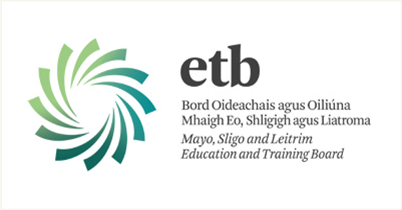 etb
Bord Oideachais agus Oiliúna
Mhaigh Eo, Shligigh agus Liatroma
Mayo, Sligo and Leitrim
Education and Training Board